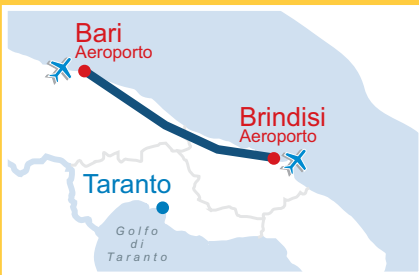 Bari
Aeroporto
Brindisi
Aeroporto
Taranto
Golfo
di
Taranto